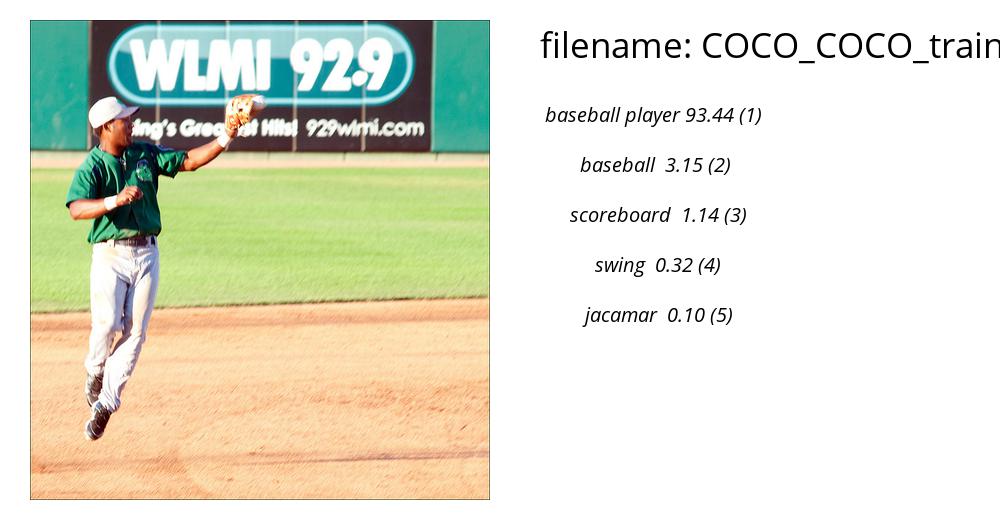 WLMI 92.9
Hits! 929wlmi.com
filename: COCO_COCO_train
baseball player 93.44 (1)
baseball 3.15 (2)
scoreboard 1.14 (3)
swing 0.32 (4)
jacamar 0.10 (5)